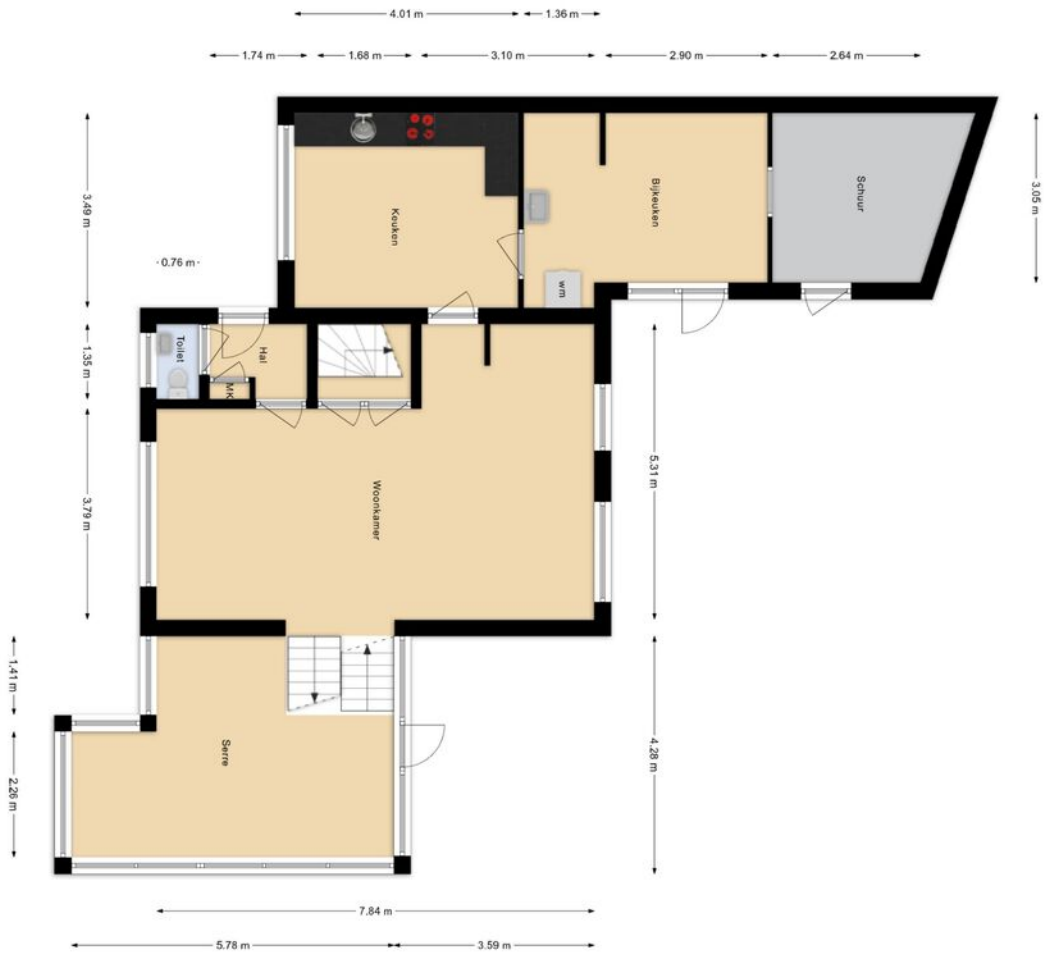 4.01 m
1.36 m
1.74 m
1.68 m
3.10 m
2.90 m
2.64 m
3.49 m
Keuken
Bijkeuken
Schuur
3.05 m
0.76 m
wm
1.35 m
Toilet
Hal
MK
3.79 m
Woonkamer
5.31 m
1.41 m
2.26 m
Serre
4.28 m
7.84 m
5.78 m
3.59 m